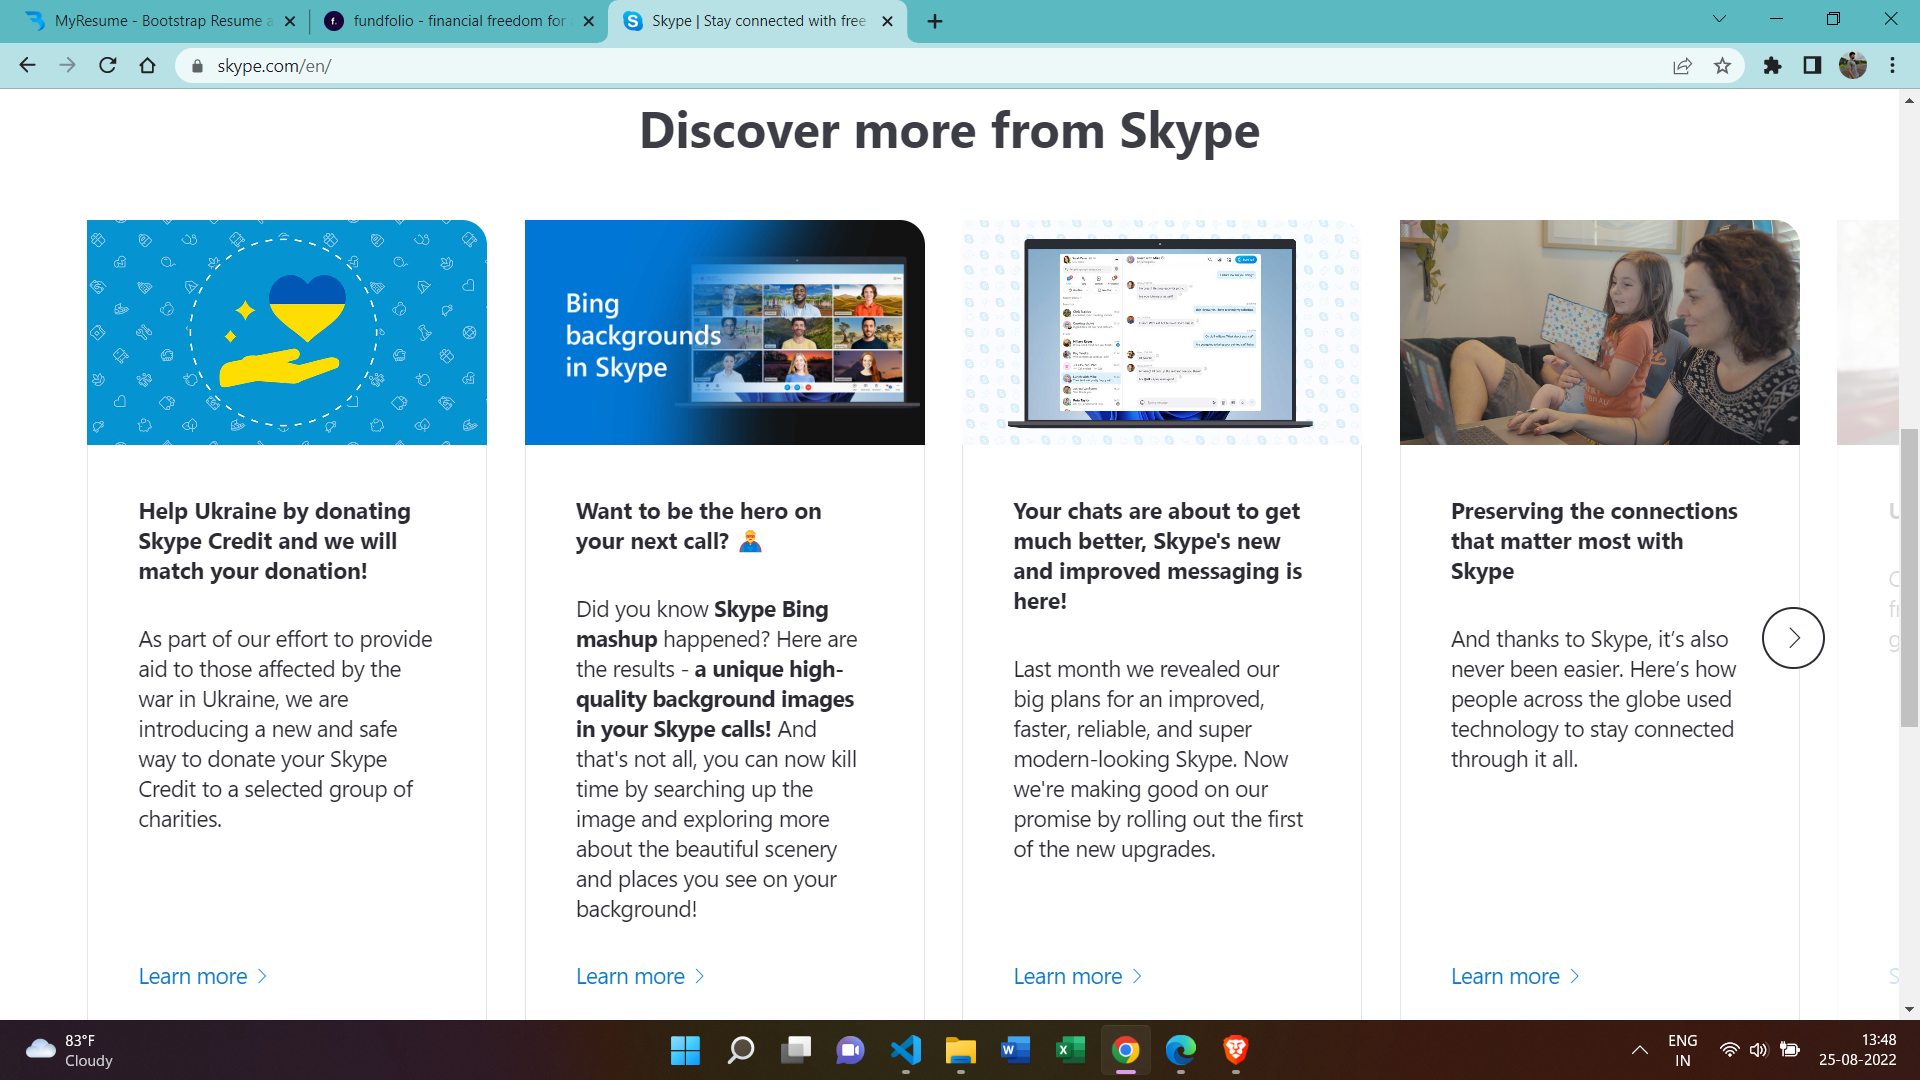 MyResume - Bootstrap Resume a
fundfolio - financial freedom for
Skype | Stay connected with free
skype.com/en/
Discover more from Skype
Bing
backgrounds
in Skype
Help Ukraine by donating
Skype Credit and we will
match your donation!
As part of our effort to provide
aid to those affected by the
war in Ukraine, we are
introducing a new and safe
way to donate your Skype
Credit to a selected group of
charities.
Learn more
Want to be the hero on
your next call?
Did you know Skype Bing
mashup happened? Here are
the results - a unique high-
quality background images
in your Skype calls! And
that's not all, you can now kill
time by searching up the
image and exploring more
about the beautiful scenery
and places you see on your
background!
Learn more
Your chats are about to get
much better, Skype's new
and improved messaging is
here!
Last month we revealed our
big plans for an improved,
faster, reliable, and super
modern-looking Skype. Now
we're making good on our
promise by rolling out the first
of the new upgrades.
Learn more
Preserving the connections
that matter most with
Skype
And thanks to Skype, it’s also
never been easier. Here’s how
people across the globe used
technology to stay connected
through it all.
Learn more
83°F
Cloudy
ENG
IN
13:48
25-08-2022